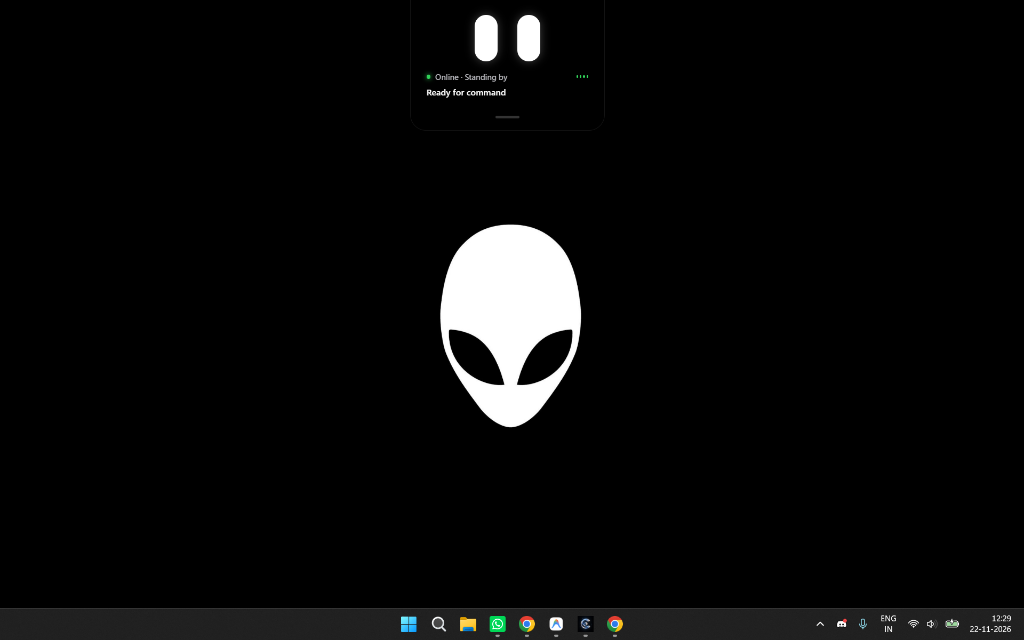 Online · Standing by
Ready for command
ENG
IN
12:29
22-11-2026